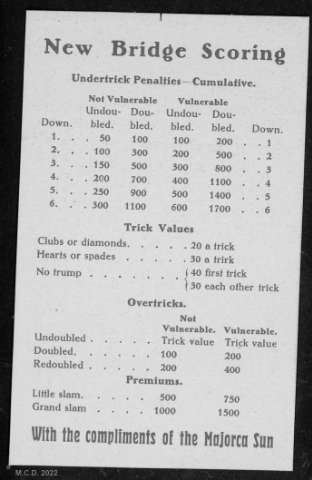 New Bridge Scoring
Undertrick Penalties—Cumulative.
Not Vulnerable Vulnerable
Undou- Dou- Undou- Dou-
Down. bled. bled. bled. bled. Down.
1. . . 50 100 100 200 . . 1
2. . . 100 300 200 500 . . 2
3. . . 150 500 300 800 . . 3
4. . . 200 700 400 1100 . . 4
5. . . 250 900 500 1400 . . 5
6. . . 300 1100 600 1700 . . 6
Trick Values
Clubs or diamonds. . . . . 20 a trick
Hearts or spades . . . . . 30 a trirk
No trump . . . . . . . { 40 first trick
{ 30 each other trick
Overtricks.
Not
Vulnerable. Vulnerable.
Undoubled . . . . . Trick value Trick value
Doubled. . . . . . . 100 200
Redoubled . . . . . . 200 400
Premiums.
Little slam. . . . . 500 750
Grand slam . . . . 1000 1500
With the compliments of the Majorca Sun
M.C.D. 2022.